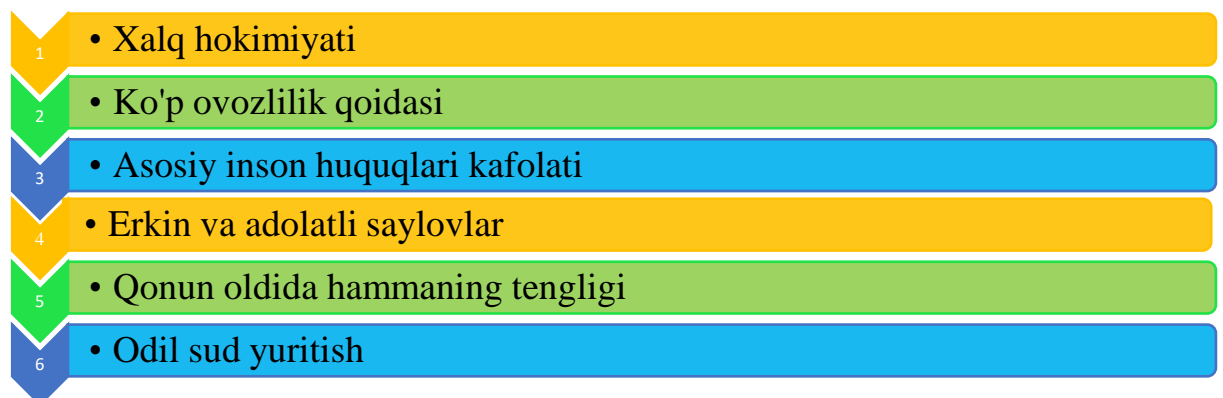 1 • Xalq hokimiyati
2 • Ko'p ovozlilik qoidasi
3 • Asosiy inson huquqlari kafolati
4 • Erkin va adolatli saylovlar
5 • Qonun oldida hammaning tengligi
6 • Odil sud yuritish